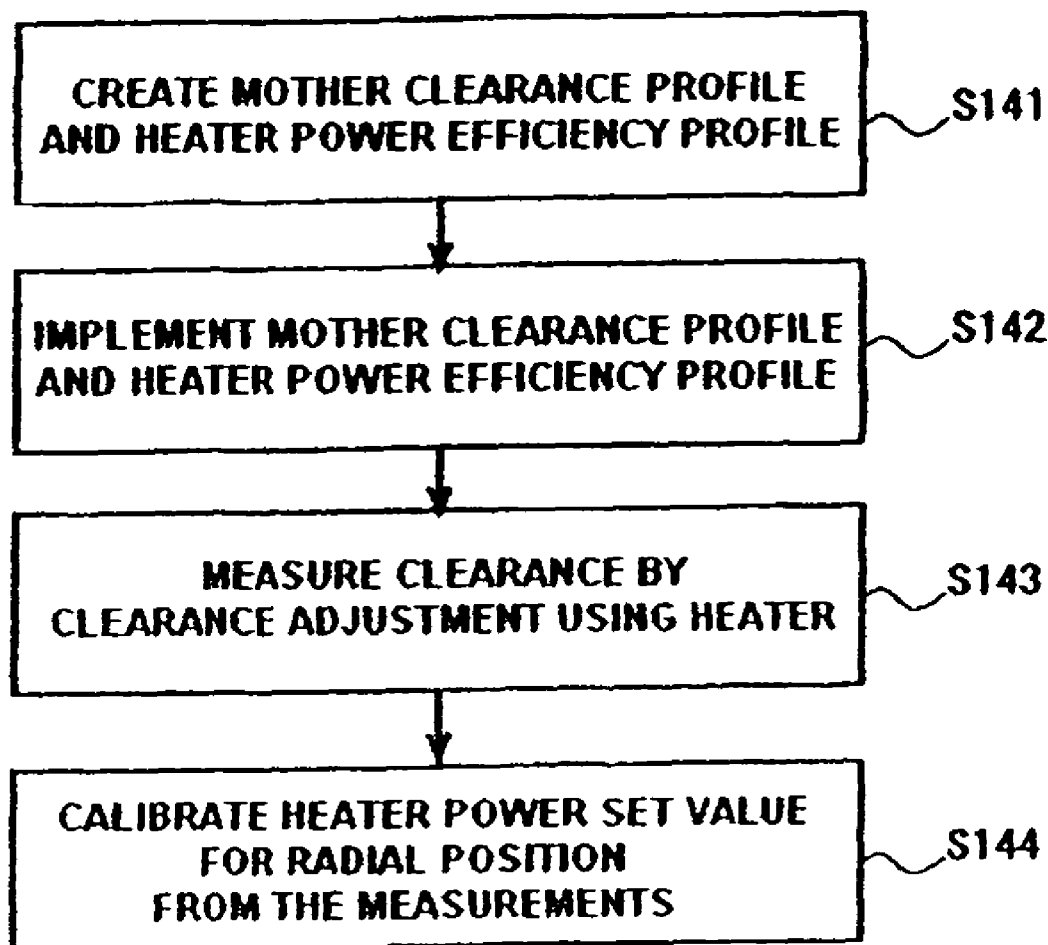 CREATE MOTHER CLEARANCE PROFILE
AND HEATER POWER EFFICIENCY PROFILE
S141
IMPLEMENT MOTHER CLEARANCE PROFILE
AND HEATER POWER EFFICIENCY PROFILE
S142
MEASURE CLEARANCE BY
CLEARANCE ADJUSTMENT USING HEATER
S143
CALIBRATE HEATER POWER SET VALUE
FOR RADIAL POSITION
FROM THE MEASUREMENTS
S144